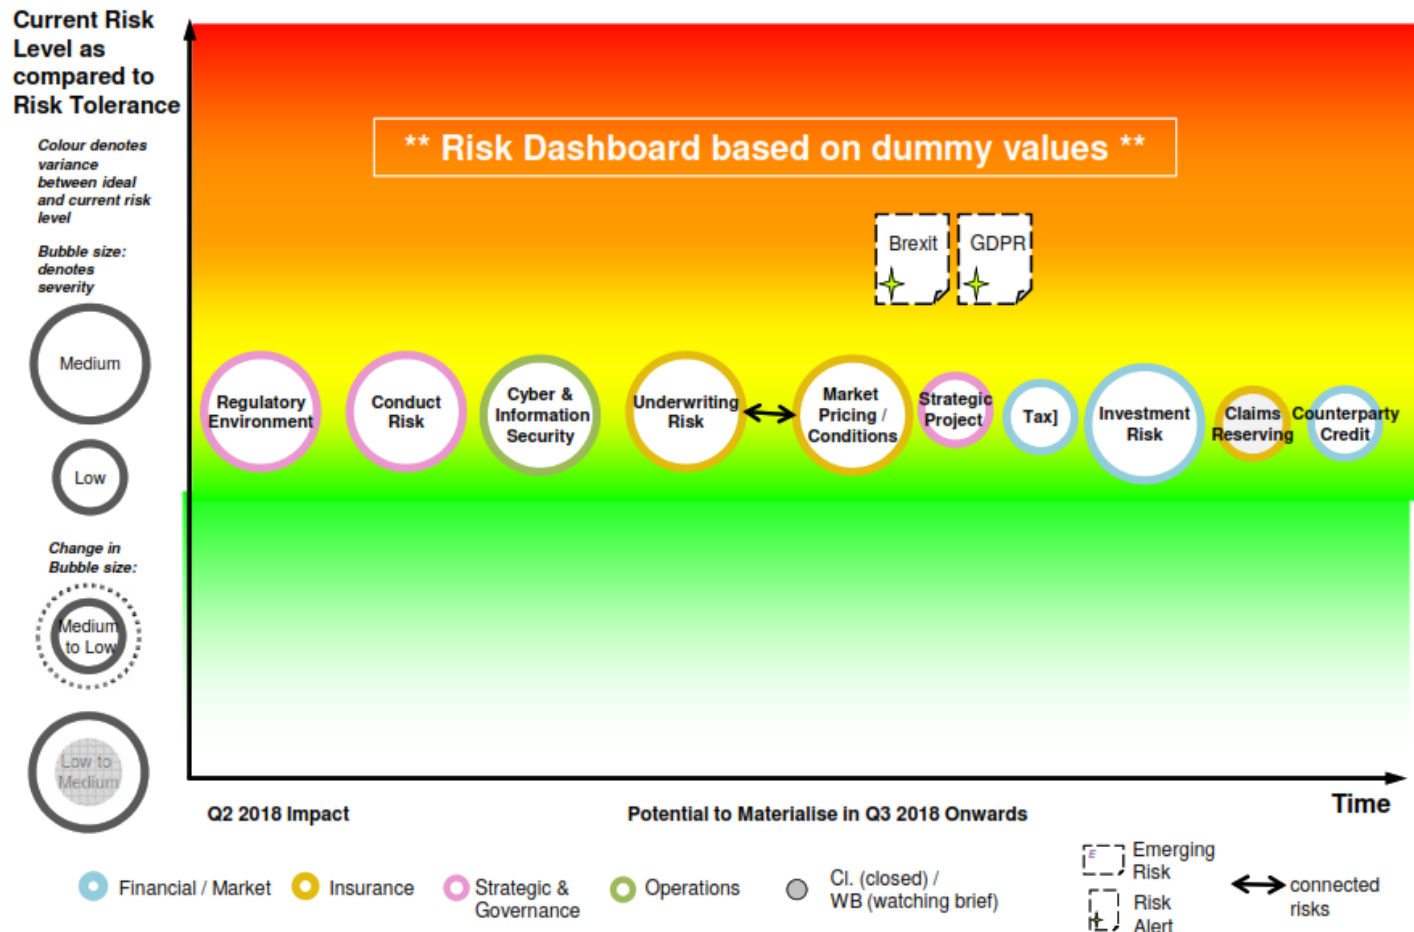 Current Risk
Level as
compared to
Risk Tolerance
Colour denotes
variance
between ideal
and current risk
level
Bubble size:
denotes
severity
Medium
Low
Change in
Bubble size:
Medium
to Low
Low to
Medium
** Risk Dashboard based on dummy values **
Brexit
GDPR
Regulatory
Environment
Conduct
Risk
Cyber &
Information
Security
Underwriting
Risk
Market
Pricing /
Conditions
Strategic
Project
Tax]
Investment
Risk
Claims
Reserving
Counterparty
Credit
Time
Q2 2018 Impact
Potential to Materialise in Q3 2018 Onwards
Financial / Market
Insurance
Strategic &
Governance
Operations
Cl. (closed) /
WB (watching brief)
E
Emerging
Risk
Risk
Alert
connected
risks